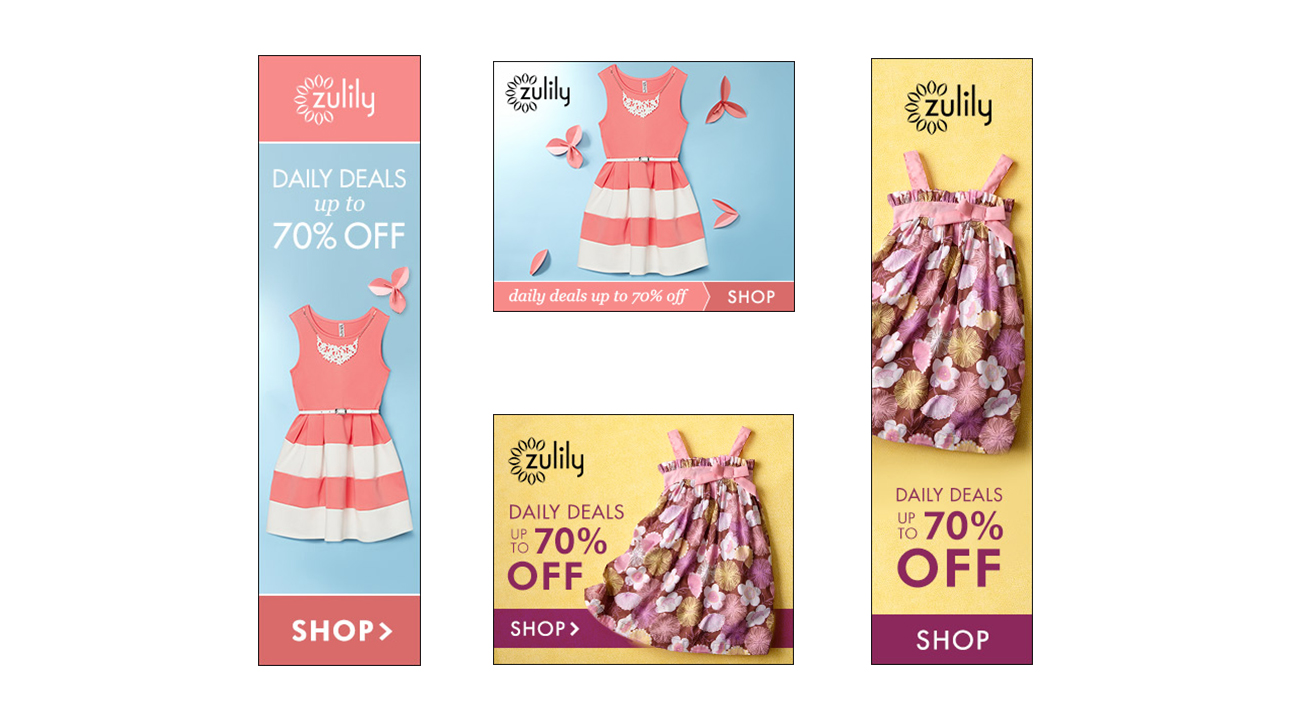 zulily
DAILY DEALS
up to
70% OFF
SHOP >
zulily
daily deals up to 70% off
SHOP
zulily
DAILY DEALS
UP TO 70%
OFF
SHOP >
zulily
DAILY DEALS
UP TO 70%
OFF
SHOP